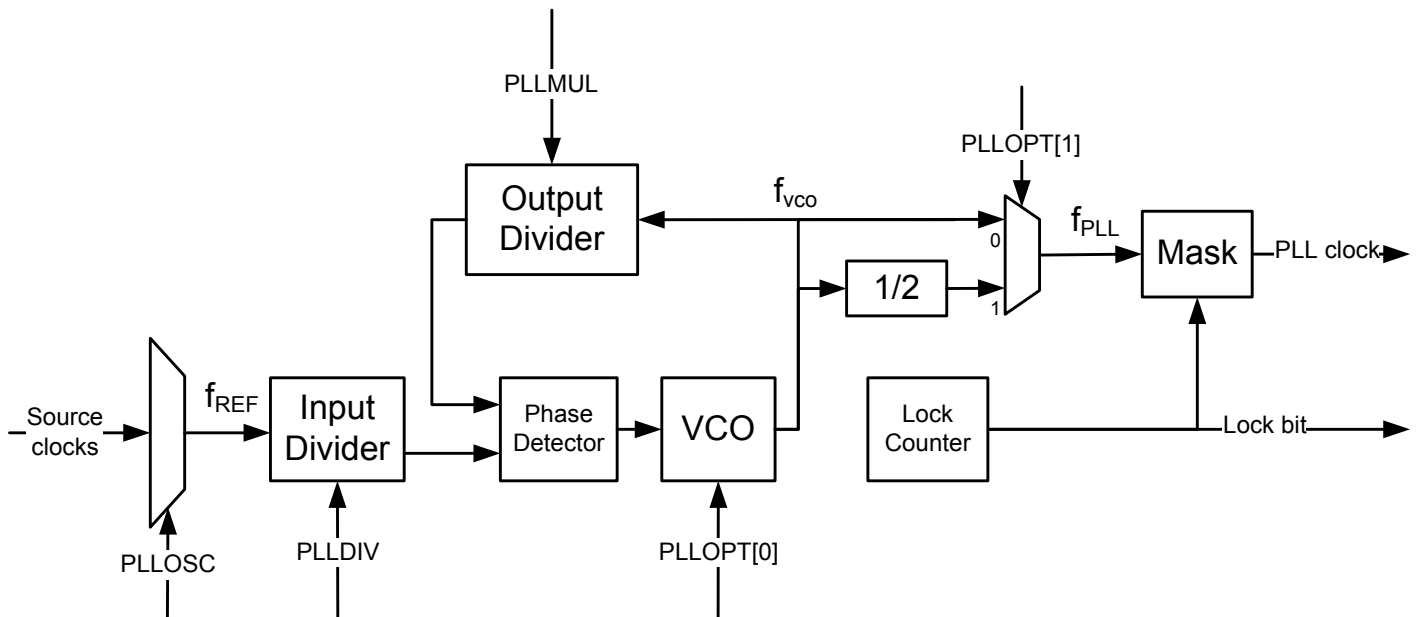 PLLMUL
PLLOPT[1]
Output
Divider
fvco
0
fPLL
Mask
PLL clock
1/2
1
Source
clocks
fREF
Input
Divider
Phase
Detector
VCO
Lock
Counter
Lock bit
PLLOSC
PLLDIV
PLLOPT[0]